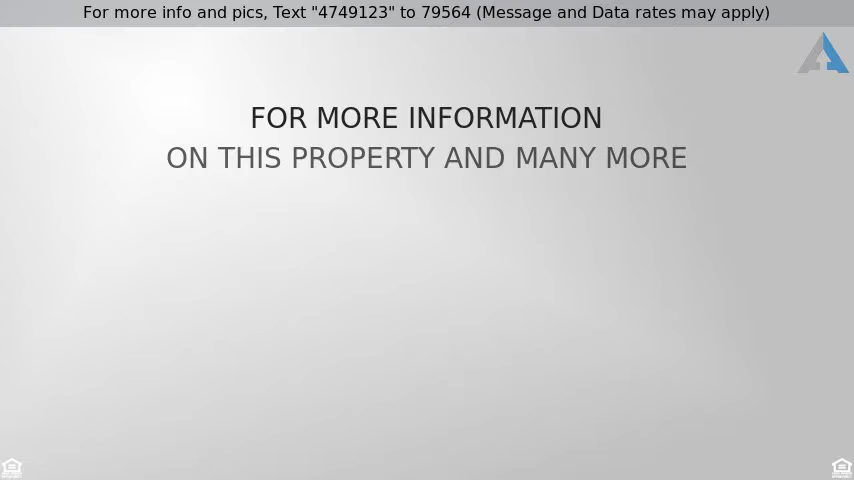 For more info and pics, Text "4749123" to 79564 (Message and Data rates may apply)
FOR MORE INFORMATION
ON THIS PROPERTY AND MANY MORE